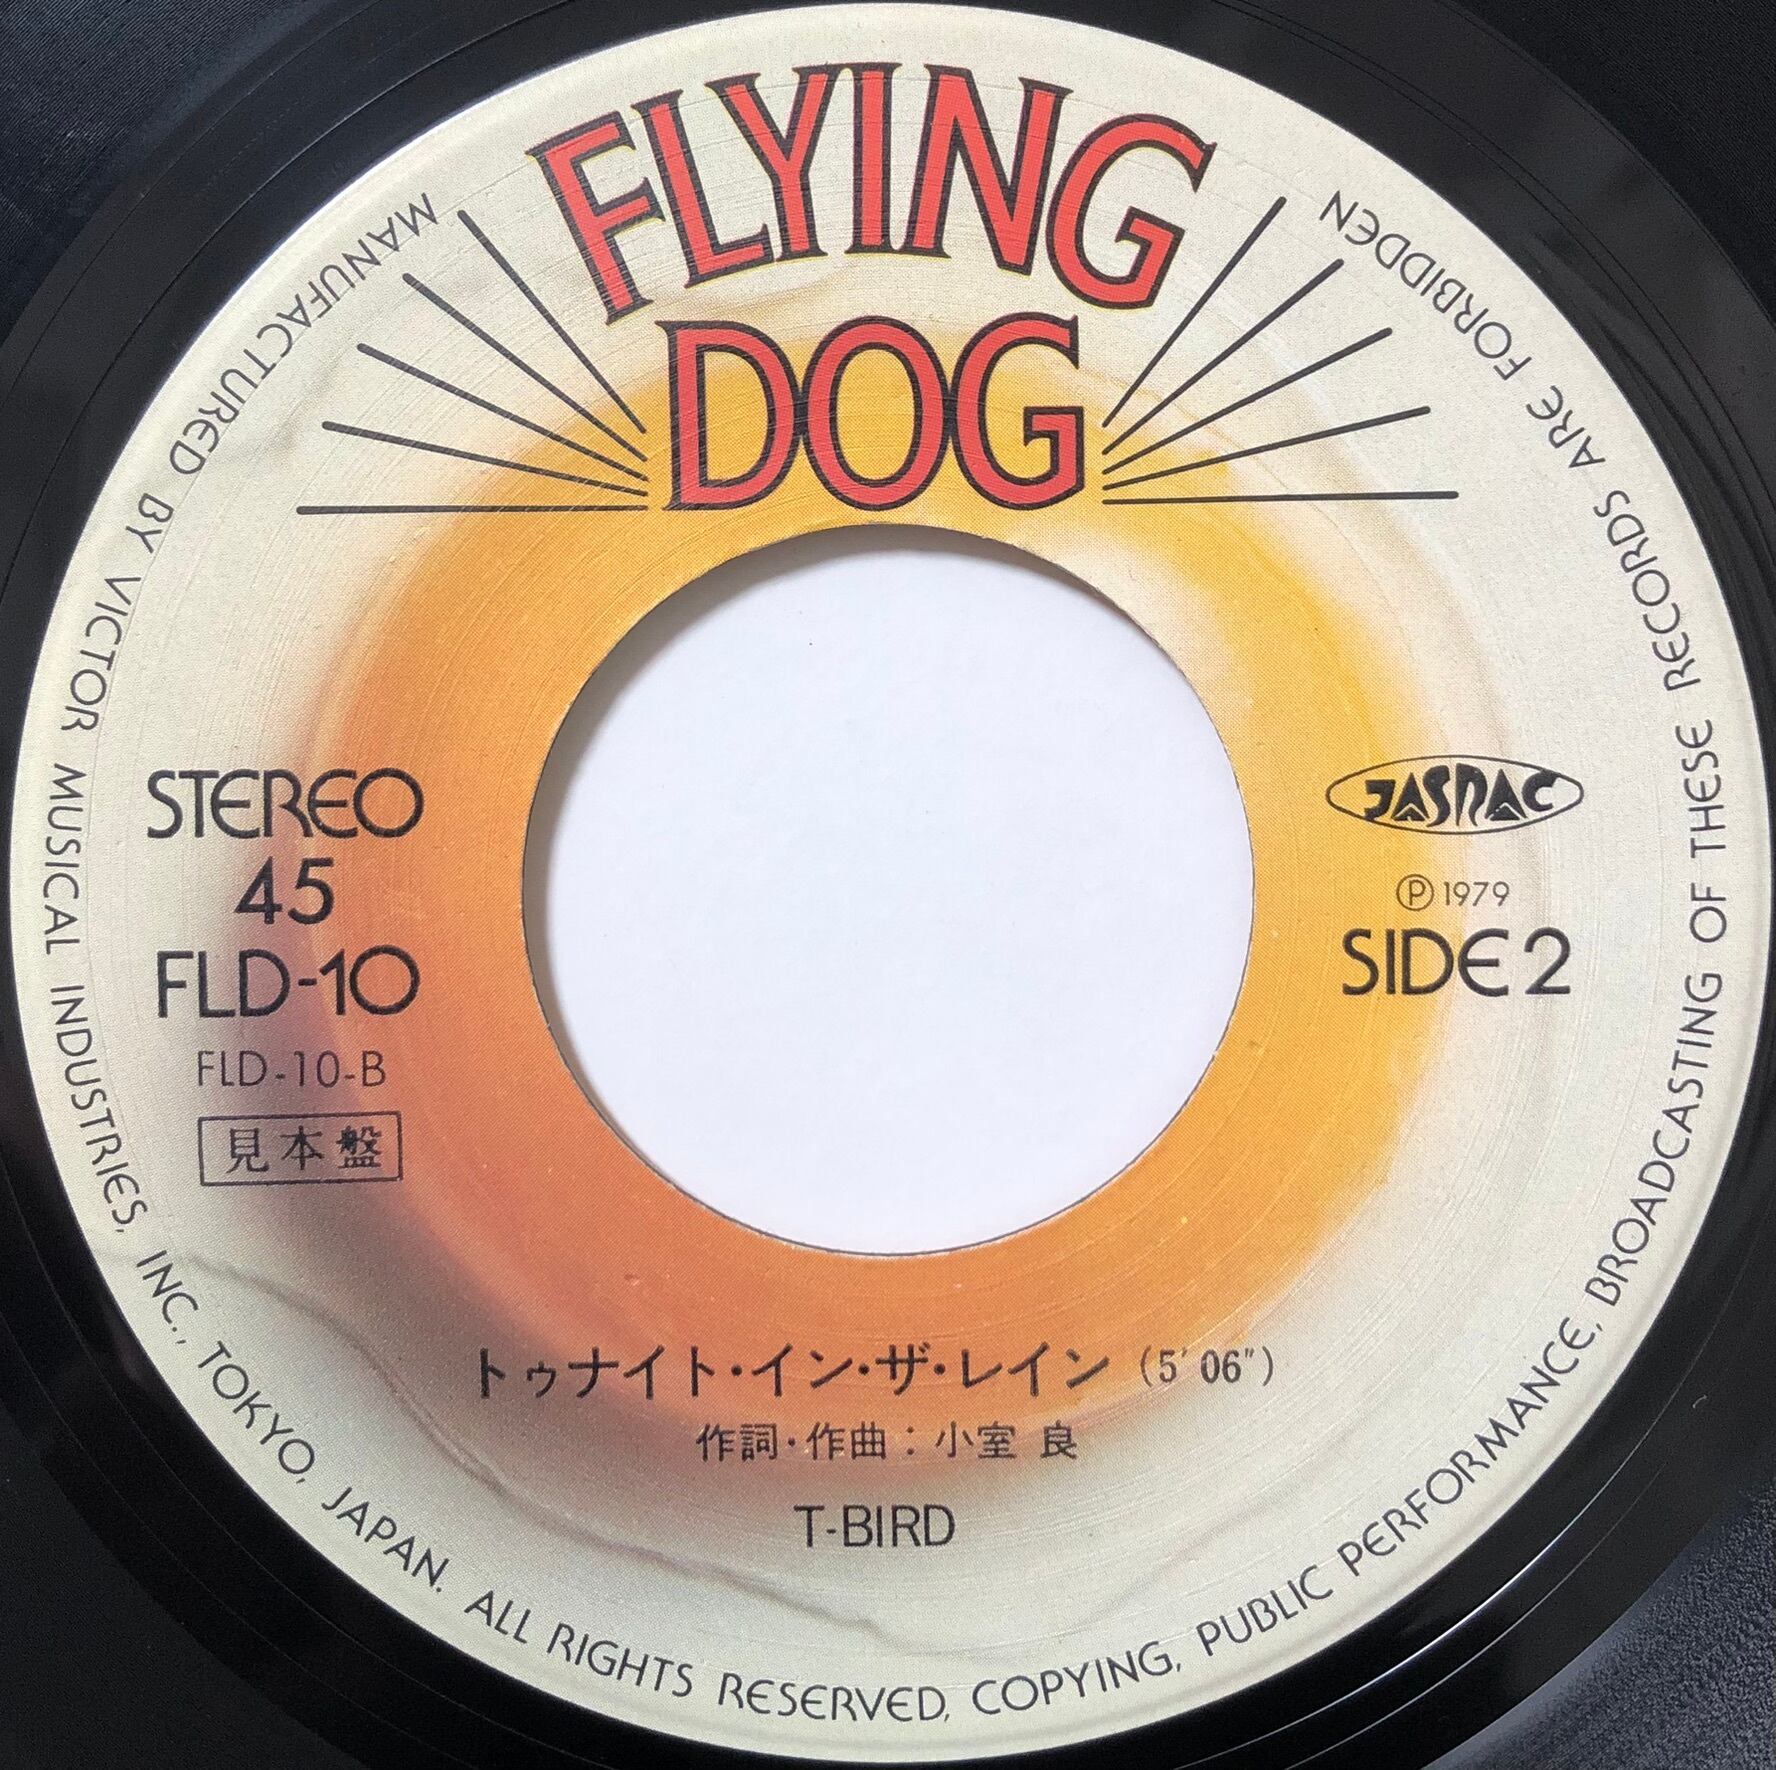 FLYING
DOG
STEREO
45
FLD-10
FLD-10-B
見本盤
JASRAC
Ⓟ1979
SIDE 2
トゥナイト・イン・ザ・レイン (5′06″)
作詞・作曲：小室 良
T-BIRD
MANUFACTURED BY VICTOR MUSICAL INDUSTRIES, INC., TOKYO, JAPAN. ALL RIGHTS RESERVED, COPYING, PUBLIC PERFORMANCE, BROADCASTING OF THESE RECORDS ARE FORBIDDEN